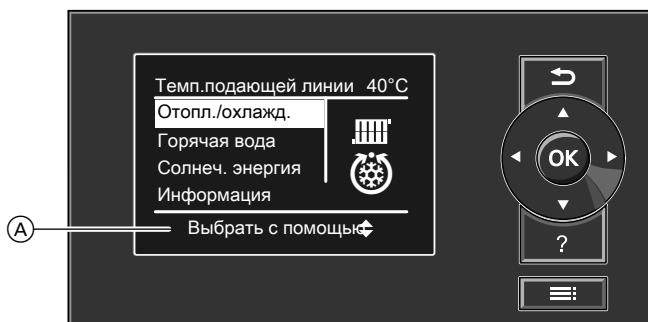 Темп.подающей линии 40°C
Отопл./охлажд.
Горячая вода
Солнеч. энергия
Информация
Выбрать с помощью
A
OK
?